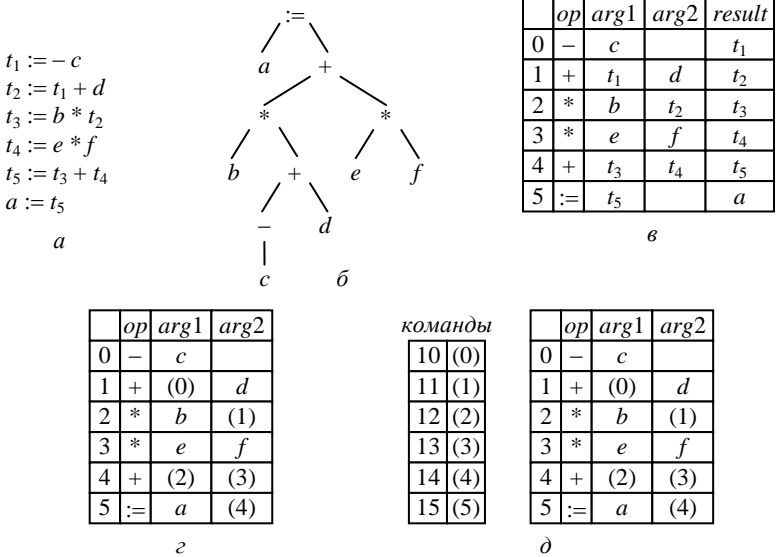 t₁ := – c
t₂ := t₁ + d
t₃ := b * t₂
t₄ := e * f
t₅ := t₃ + t₄
a := t₅
а
:=
a +
* *
b + e f
– d
c
б
op arg1 arg2 result
0 – c t₁
1 + t₁ d t₂
2 * b t₂ t₃
3 * e f t₄
4 + t₃ t₄ t₅
5 := t₅ a
в
op arg1 arg2
0 – c
1 + (0) d
2 * b (1)
3 * e f
4 + (2) (3)
5 := a (4)
г
команды
10 (0)
11 (1)
12 (2)
13 (3)
14 (4)
15 (5)
op arg1 arg2
0 – c
1 + (0) d
2 * b (1)
3 * e f
4 + (2) (3)
5 := a (4)
д